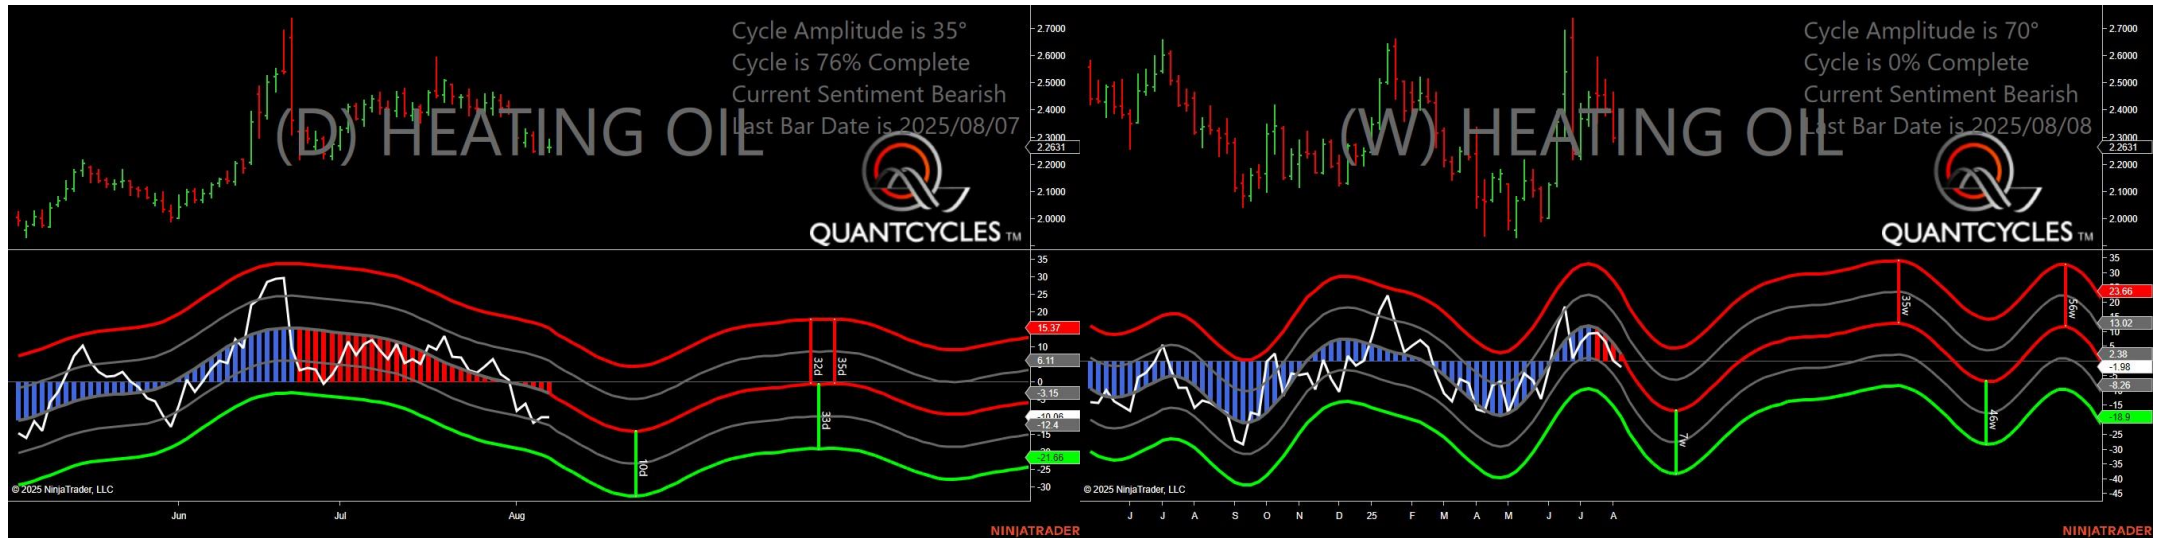 Cycle Amplitude is 35°
Cycle is 76% Complete
Current Sentiment Bearish
Last Bar Date is 2025/08/07
(D) HEATING OIL
QUANTCYCLES TM
2.7000
2.6000
2.5000
2.4000
2.3000
2.2631
2.2000
2.1000
2.0000
35
30
25
20
15.37
10
6.11
0
-3.15
-10.06
-12.4
-15
-21.66
-25
-30
32d
35d
33d
10d
© 2025 NinjaTrader, LLC
Jun
Jul
Aug
NINJATRADER
Cycle Amplitude is 70°
Cycle is 0% Complete
Current Sentiment Bearish
Last Bar Date is 2025/08/08
(W) HEATING OIL
QUANTCYCLES TM
2.7000
2.6000
2.5000
2.4000
2.3000
2.2631
2.2000
2.1000
2.0000
35
30
23.66
20
13.02
10
5
2.38
-1.98
-8.26
-15
-18.9
-25
-30
-35
-40
-45
35w
56w
7w
46w
© 2025 NinjaTrader, LLC
J
J
A
S
O
N
D
25
F
M
A
M
J
J
A
NINJATRADER